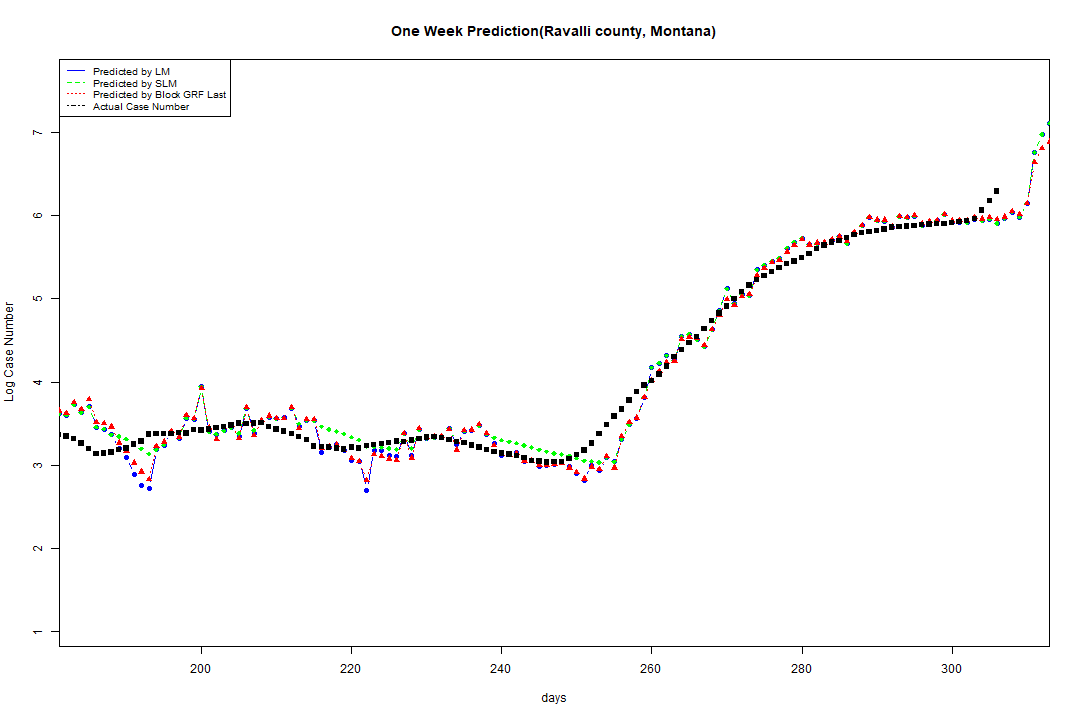 One Week Prediction(Ravalli county, Montana)
Predicted by LM
Predicted by SLM
Predicted by Block GRF Last
Actual Case Number
7
6
5
4
3
2
1
Log Case Number
200 220 240 260 280 300
days